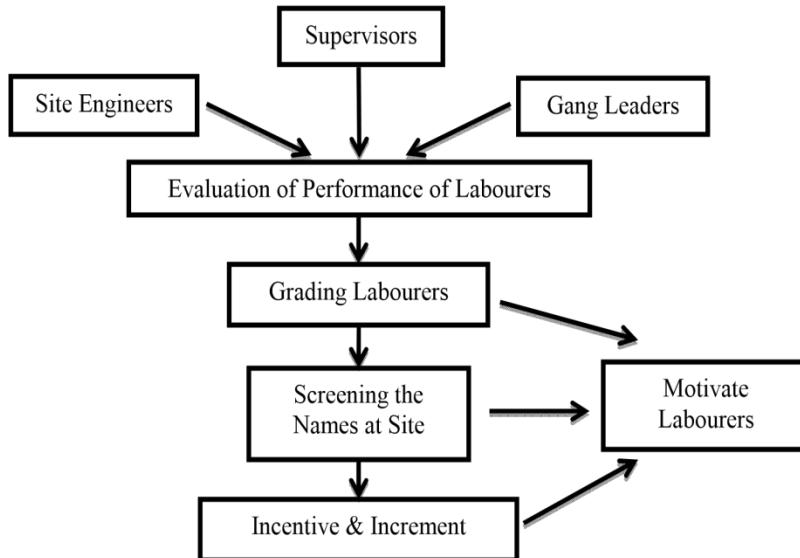 Supervisors
Site Engineers
Gang Leaders
Evaluation of Performance of Labourers
Grading Labourers
Screening the
Names at Site
Motivate
Labourers
Incentive & Increment